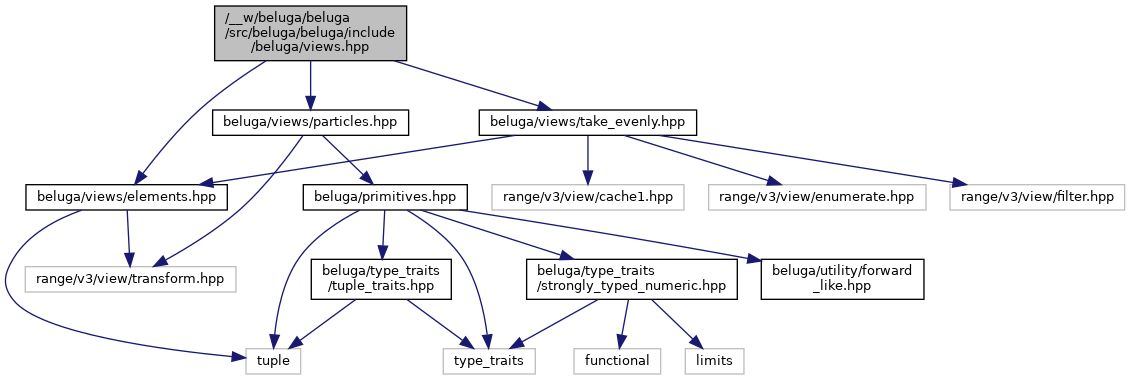 /__w/beluga/beluga
/src/beluga/beluga/include
/beluga/views.hpp
beluga/views/particles.hpp
beluga/views/take_evenly.hpp
beluga/views/elements.hpp
beluga/primitives.hpp
range/v3/view/cache1.hpp
range/v3/view/enumerate.hpp
range/v3/view/filter.hpp
range/v3/view/transform.hpp
beluga/type_traits
/tuple_traits.hpp
beluga/type_traits
/strongly_typed_numeric.hpp
beluga/utility/forward
_like.hpp
tuple
type_traits
functional
limits